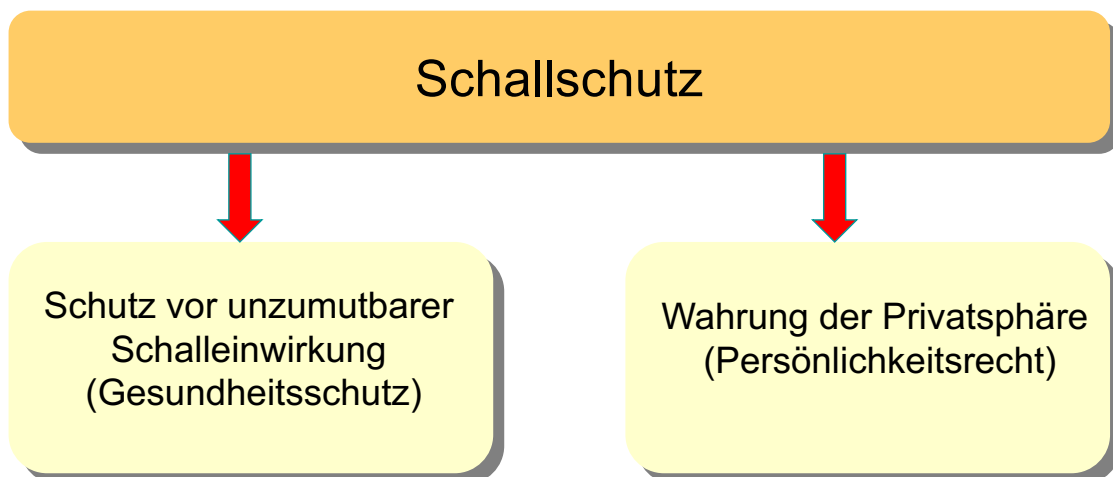 Schallschutz
Schutz vor unzumutbarer
Schalleinwirkung
(Gesundheitsschutz)
Wahrung der Privatsphäre
(Persönlichkeitsrecht)